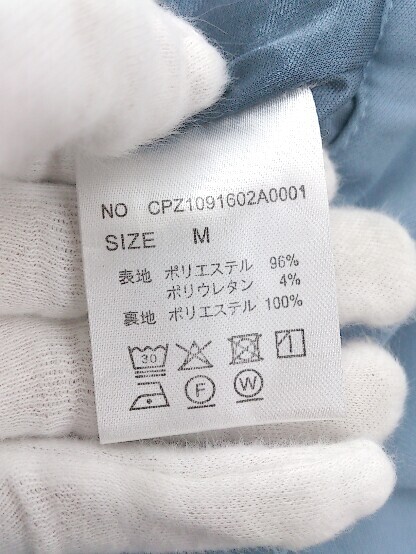 NO CPZ1091602A0001
SIZE M
表地 ポリエステル 96%
ポリウレタン 4%
裏地 ポリエステル 100%
30
F W